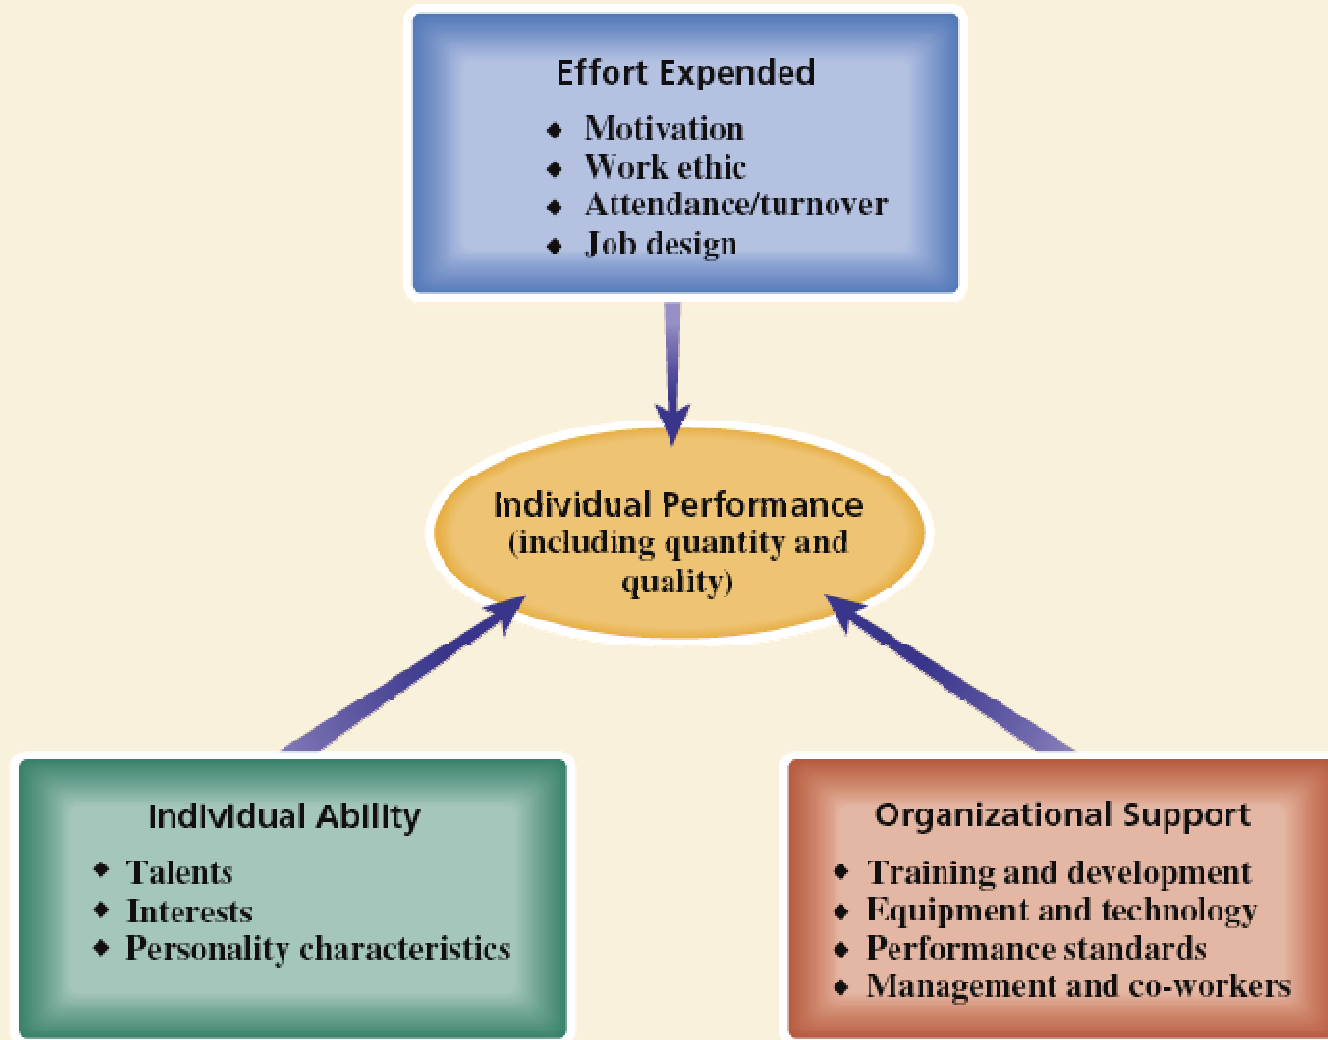 Effort Expended
◆ Motivation
◆ Work ethic
◆ Attendance/turnover
◆ Job design
Individual Performance
(including quantity and
quality)
Individual Ability
◆ Talents
◆ Interests
◆ Personality characteristics
Organizational Support
◆ Training and development
◆ Equipment and technology
◆ Performance standards
◆ Management and co-workers